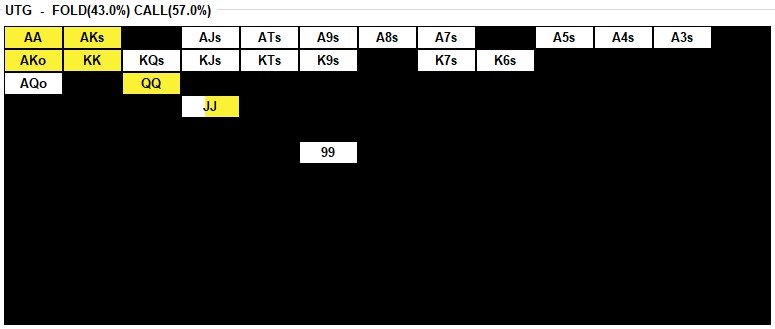 UTG - FOLD(43.0%) CALL(57.0%)
AA AKs AJs ATs A9s A8s A7s A5s A4s A3s
AKo KK KQs KJs KTs K9s K7s K6s
AQo QQ
JJ
99